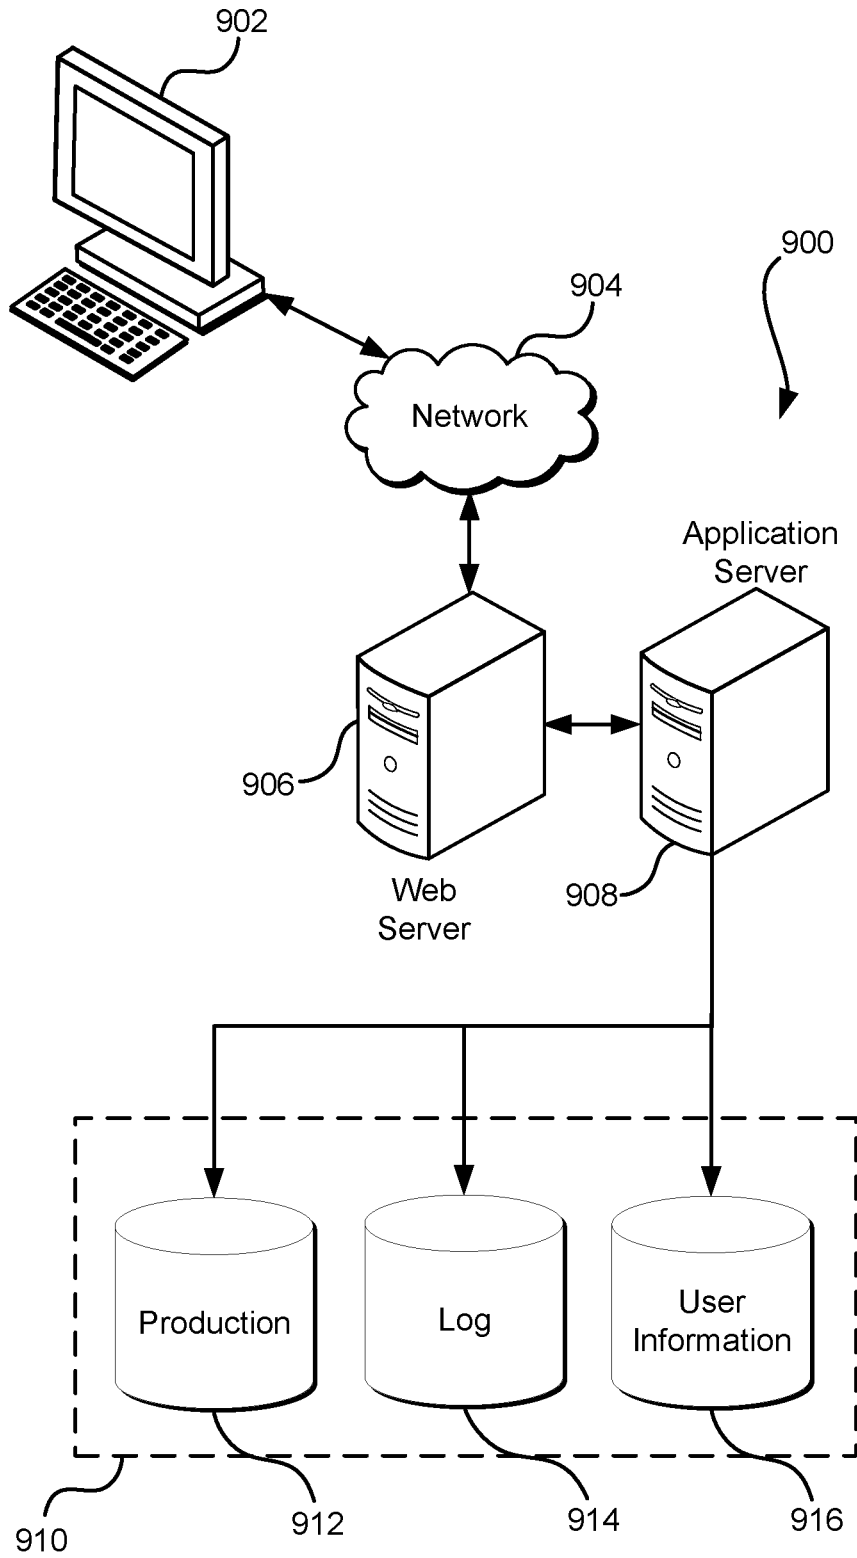 902
900
904
Network
Application
Server
906
908
Web
Server
Production
Log
User
Information
910
912
914
916